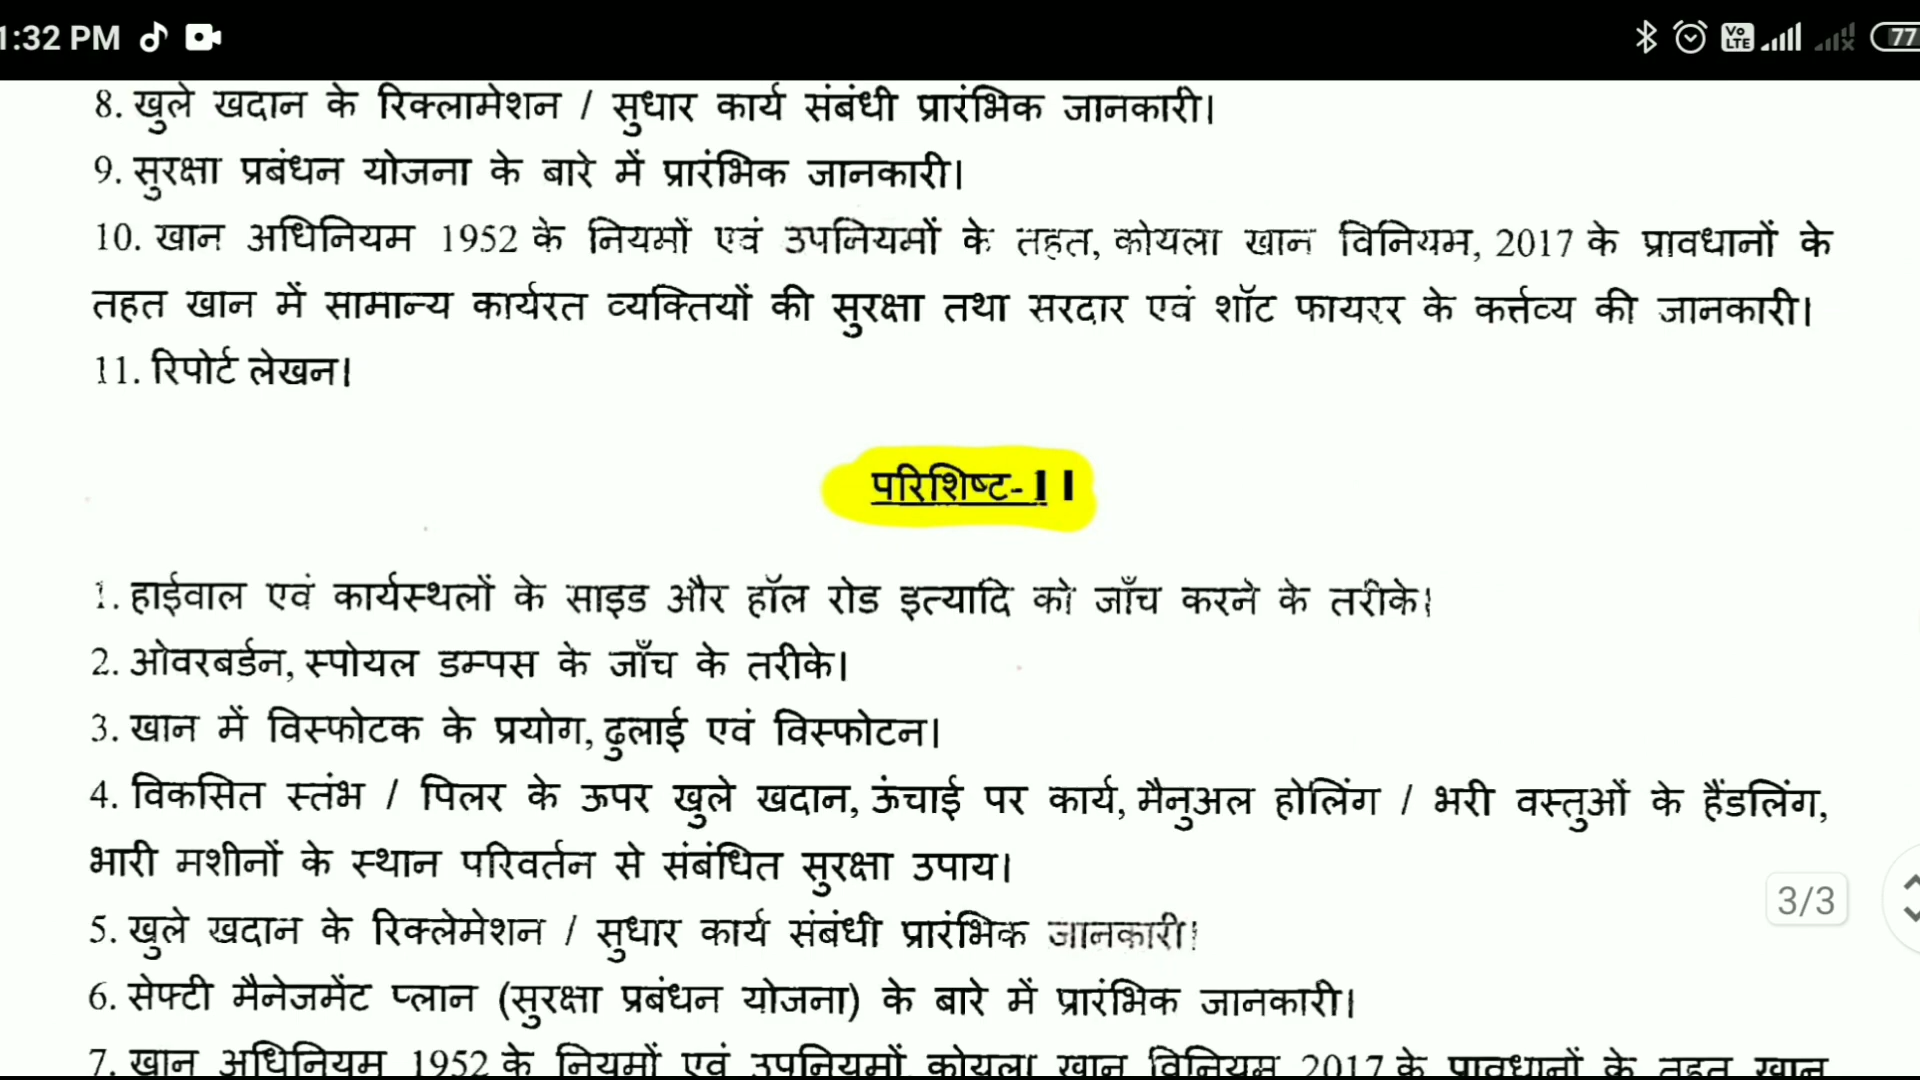 1:32 PM
Vo LTE
77
8. खुले खदान के रिक्लामेशन / सुधार कार्य संबंधी प्रारंभिक जानकारी।
9. सुरक्षा प्रबंधन योजना के बारे में प्रारंभिक जानकारी।
10. खान अधिनियम 1952 के नियमों एवं उपनियमों के तहत, कोयला खान विनियम, 2017 के प्रावधानों के
तहत खान में सामान्य कार्यरत व्यक्तियों की सुरक्षा तथा सरदार एवं शॉट फायरर के कर्त्तव्य की जानकारी।
11. रिपोर्ट लेखन।
परिशिष्ट-11
1. हाईवाल एवं कार्यस्थलों के साइड और हॉल रोड इत्यादि को जाँच करने के तरीके।
2. ओवरबर्डन, स्पोयल डम्पस के जाँच के तरीके।
3. खान में विस्फोटक के प्रयोग, ढुलाई एवं विस्फोटन।
4. विकसित स्तंभ / पिलर के ऊपर खुले खदान, ऊंचाई पर कार्य, मैनुअल होलिंग / भरी वस्तुओं के हैंडलिंग,
भारी मशीनों के स्थान परिवर्तन से संबंधित सुरक्षा उपाय।
5. खुले खदान के रिक्लेमेशन / सुधार कार्य संबंधी प्रारंभिक जानकारी।
3/3
6. सेफ्टी मैनेजमेंट प्लान (सुरक्षा प्रबंधन योजना) के बारे में प्रारंभिक जानकारी।
7. खान अधिनियम 1952 के नियमों एवं उपनियमों कोयला खान विनियम 2017 के प्रावधानों के तहत खान